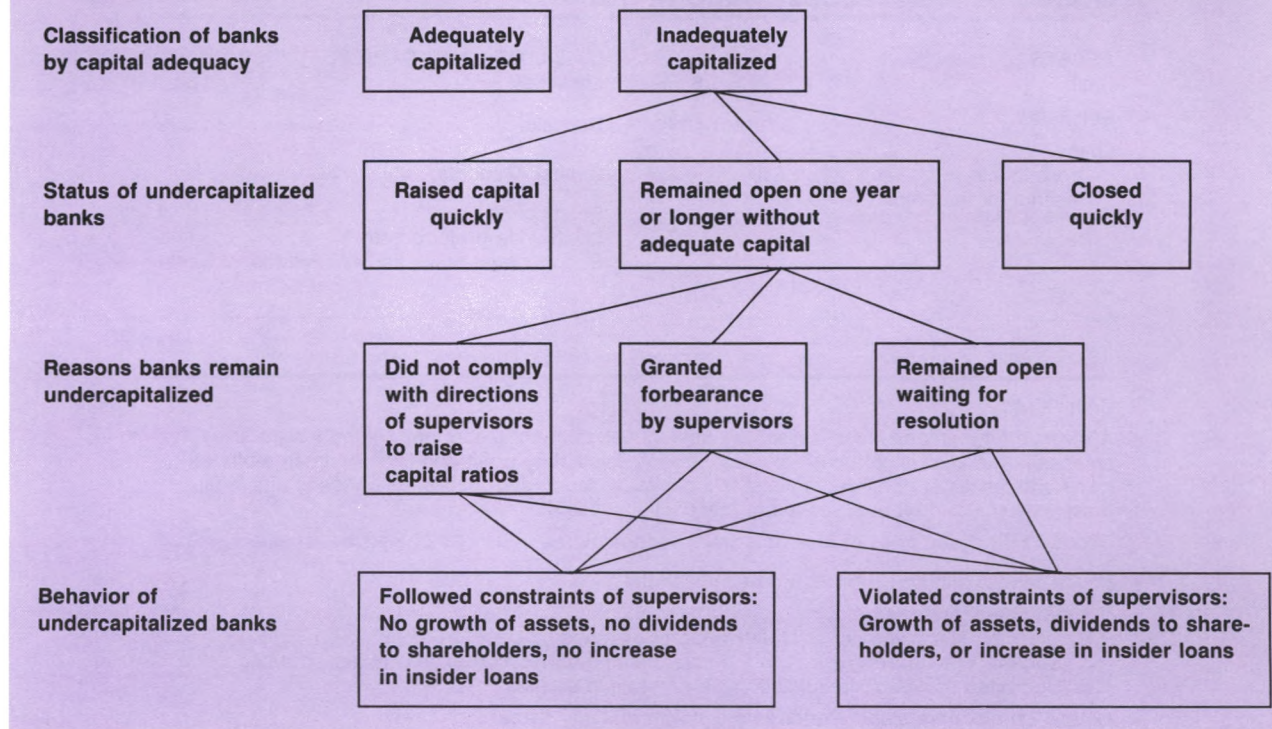 Classification of banks
by capital adequacy
Adequately
capitalized
Inadequately
capitalized
Status of undercapitalized
banks
Raised capital
quickly
Remained open one year
or longer without
adequate capital
Closed
quickly
Reasons banks remain
undercapitalized
Did not comply
with directions
of supervisors
to raise
capital ratios
Granted
forbearance
by supervisors
Remained open
waiting for
resolution
Behavior of
undercapitalized banks
Followed constraints of supervisors:
No growth of assets, no dividends
to shareholders, no increase
in insider loans
Violated constraints of supervisors:
Growth of assets, dividends to share-
holders, or increase in insider loans